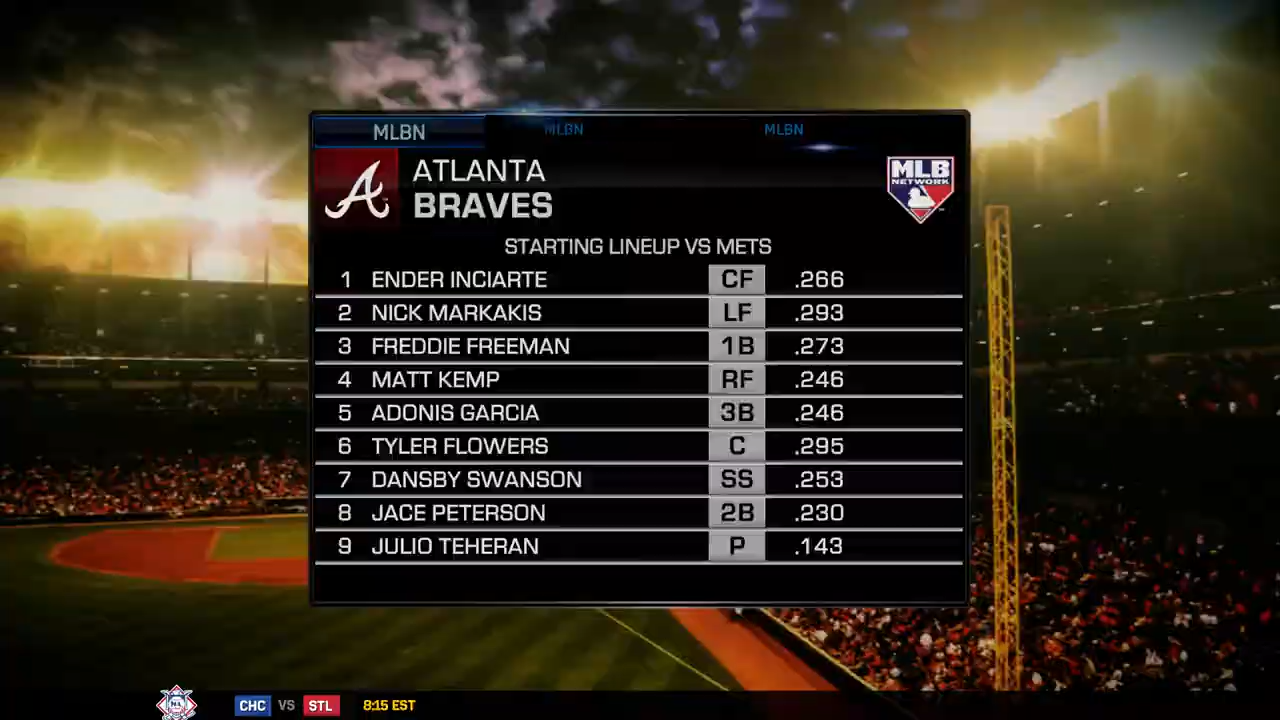 MLBN MLBN MLBN
ATLANTA
BRAVES
MLB
NETWORK
STARTING LINEUP VS METS
1 ENDER INCIARTE CF .266
2 NICK MARKAKIS LF .293
3 FREDDIE FREEMAN 1B .273
4 MATT KEMP RF .246
5 ADONIS GARCIA 3B .246
6 TYLER FLOWERS C .295
7 DANSBY SWANSON SS .253
8 JACE PETERSON 2B .230
9 JULIO TEHERAN P .143
CHC VS STL 8:15 EST